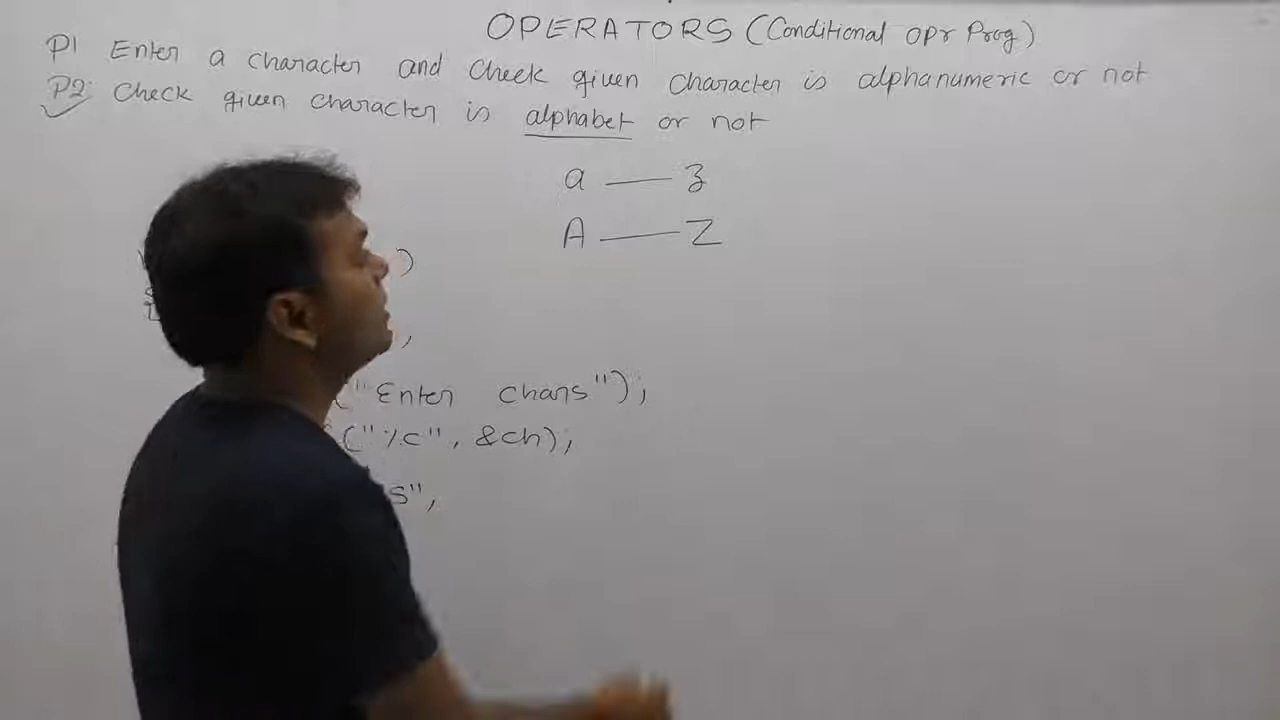 OPERATORS (Conditional opr Prog)
P1 Enter a character and check given character is alphanumeric or not
P2: Check given character is alphabet or not
a — z
A — Z
)
,
("Enter chars");
("%c", &ch);
s",